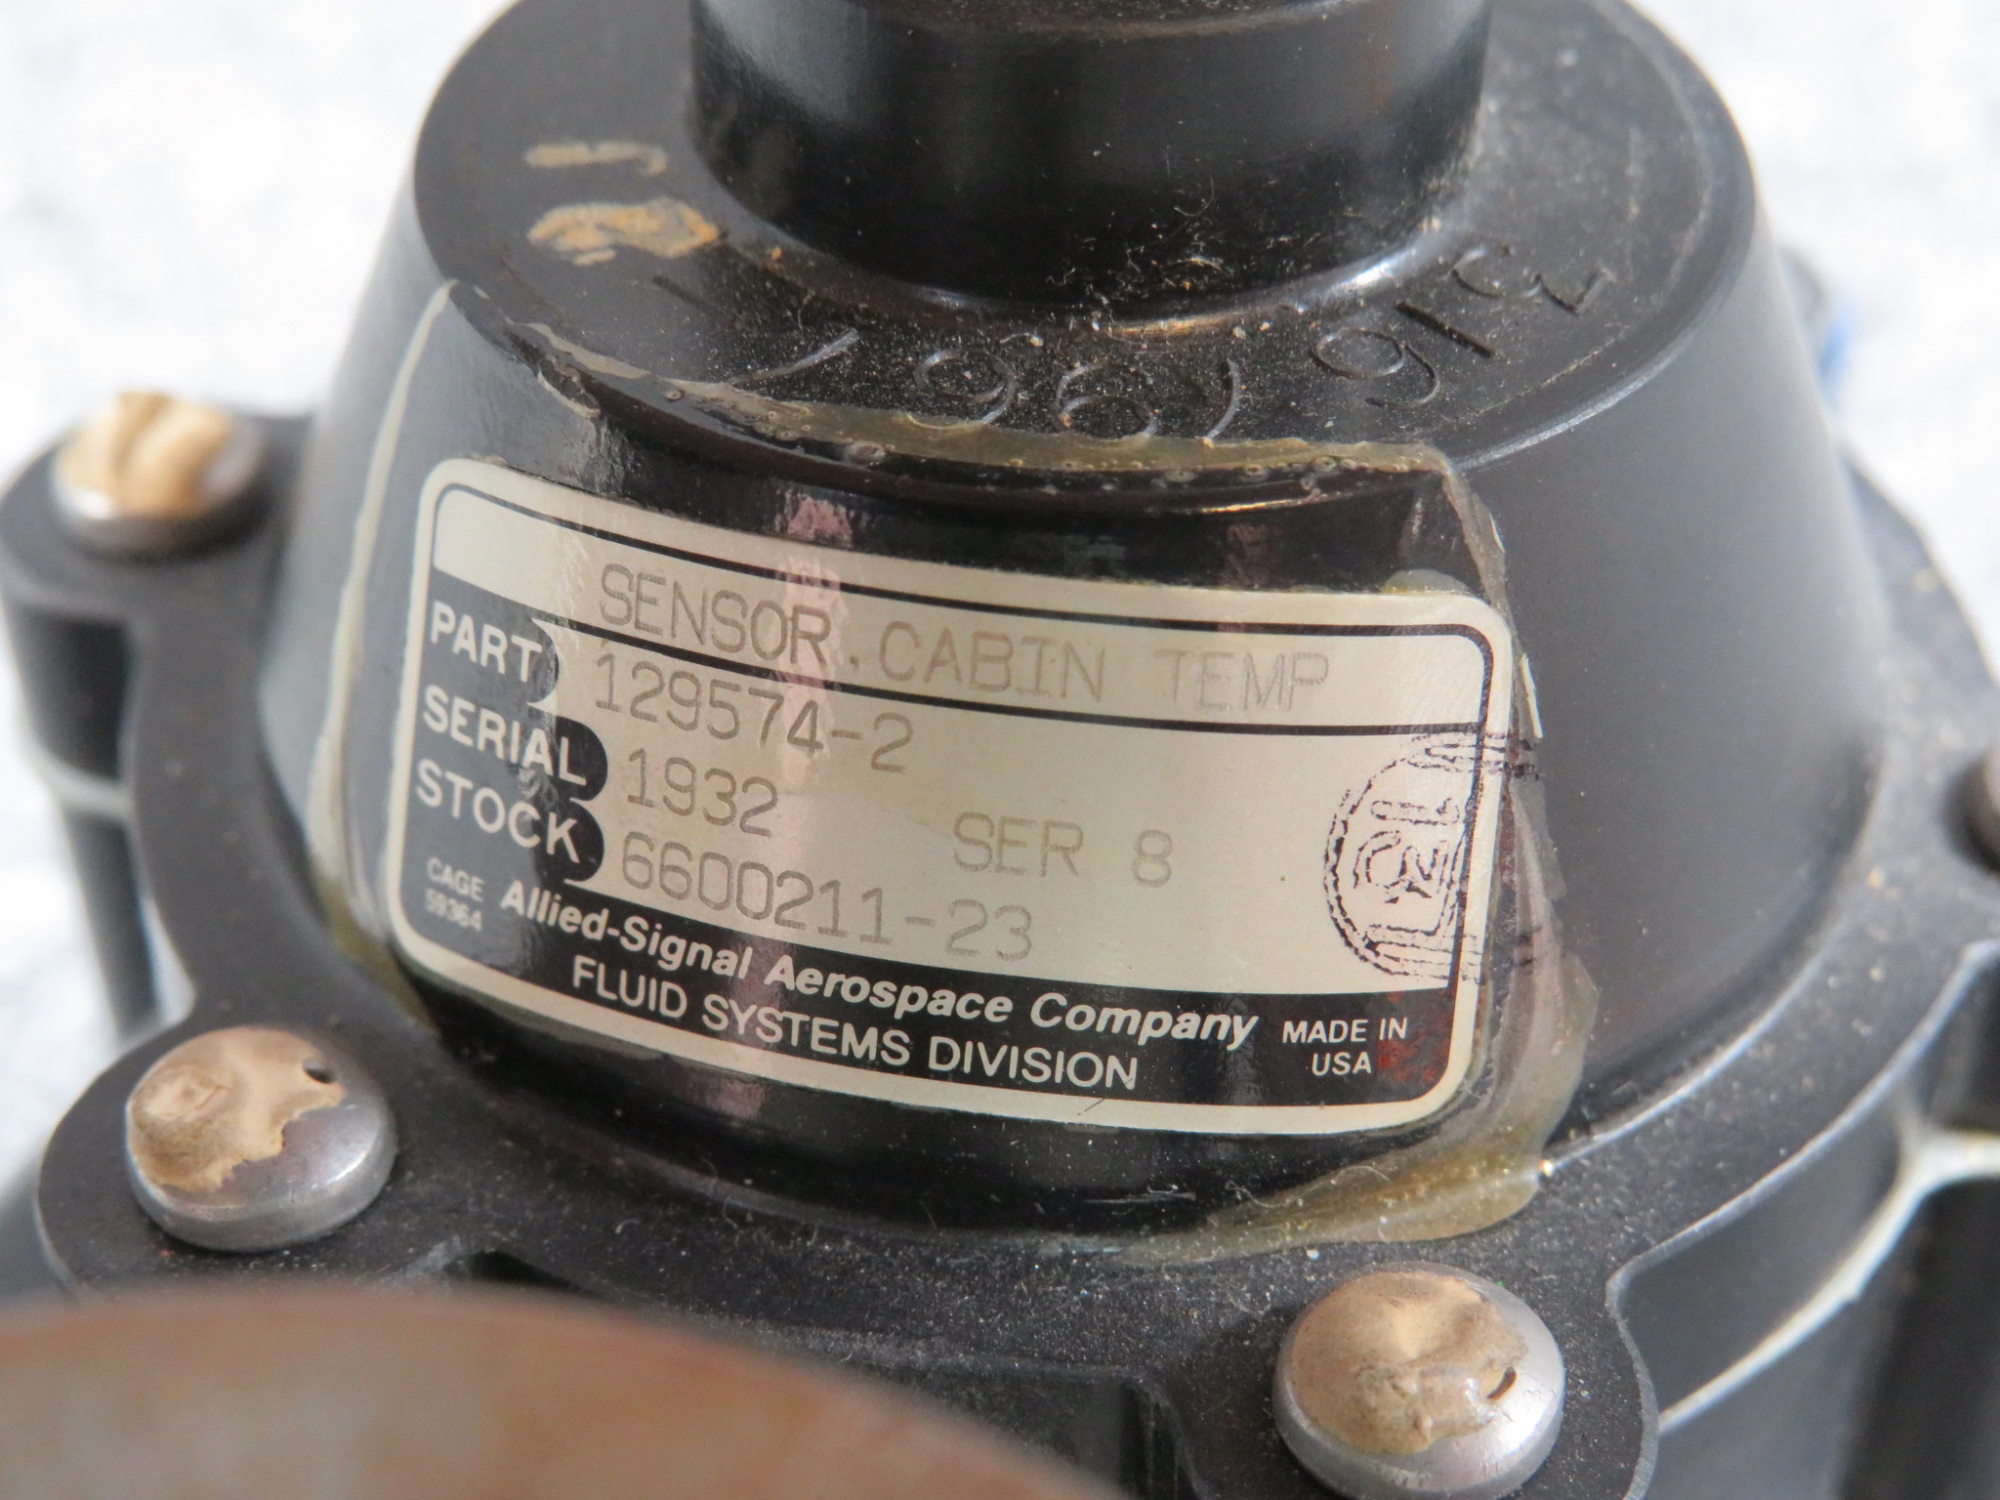 SENSOR, CABIN TEMP
PART 129574-2
SERIAL 1932 SER 8
STOCK 6600211-23
CAGE 59364
Allied-Signal Aerospace Company
FLUID SYSTEMS DIVISION
MADE IN USA